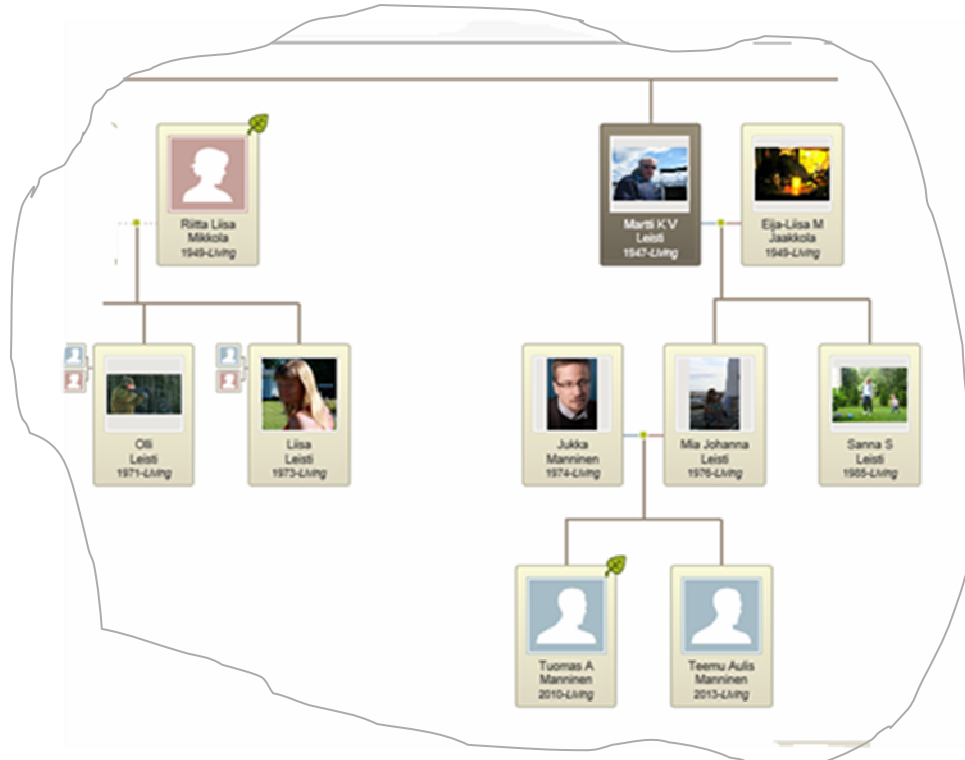 Riitta Liisa
Mikkola
1949-Living
Martti K V
Leisti
1947-Living
Eija-Liisa M
Jaakkola
1949-Living
Olli
Leisti
1971-Living
Liisa
Leisti
1973-Living
Jukka
Manninen
1974-Living
Mia Johanna
Leisti
1976-Living
Sanna S
Leisti
1985-Living
Tuomas A
Manninen
2010-Living
Teemu Aulis
Manninen
2013-Living